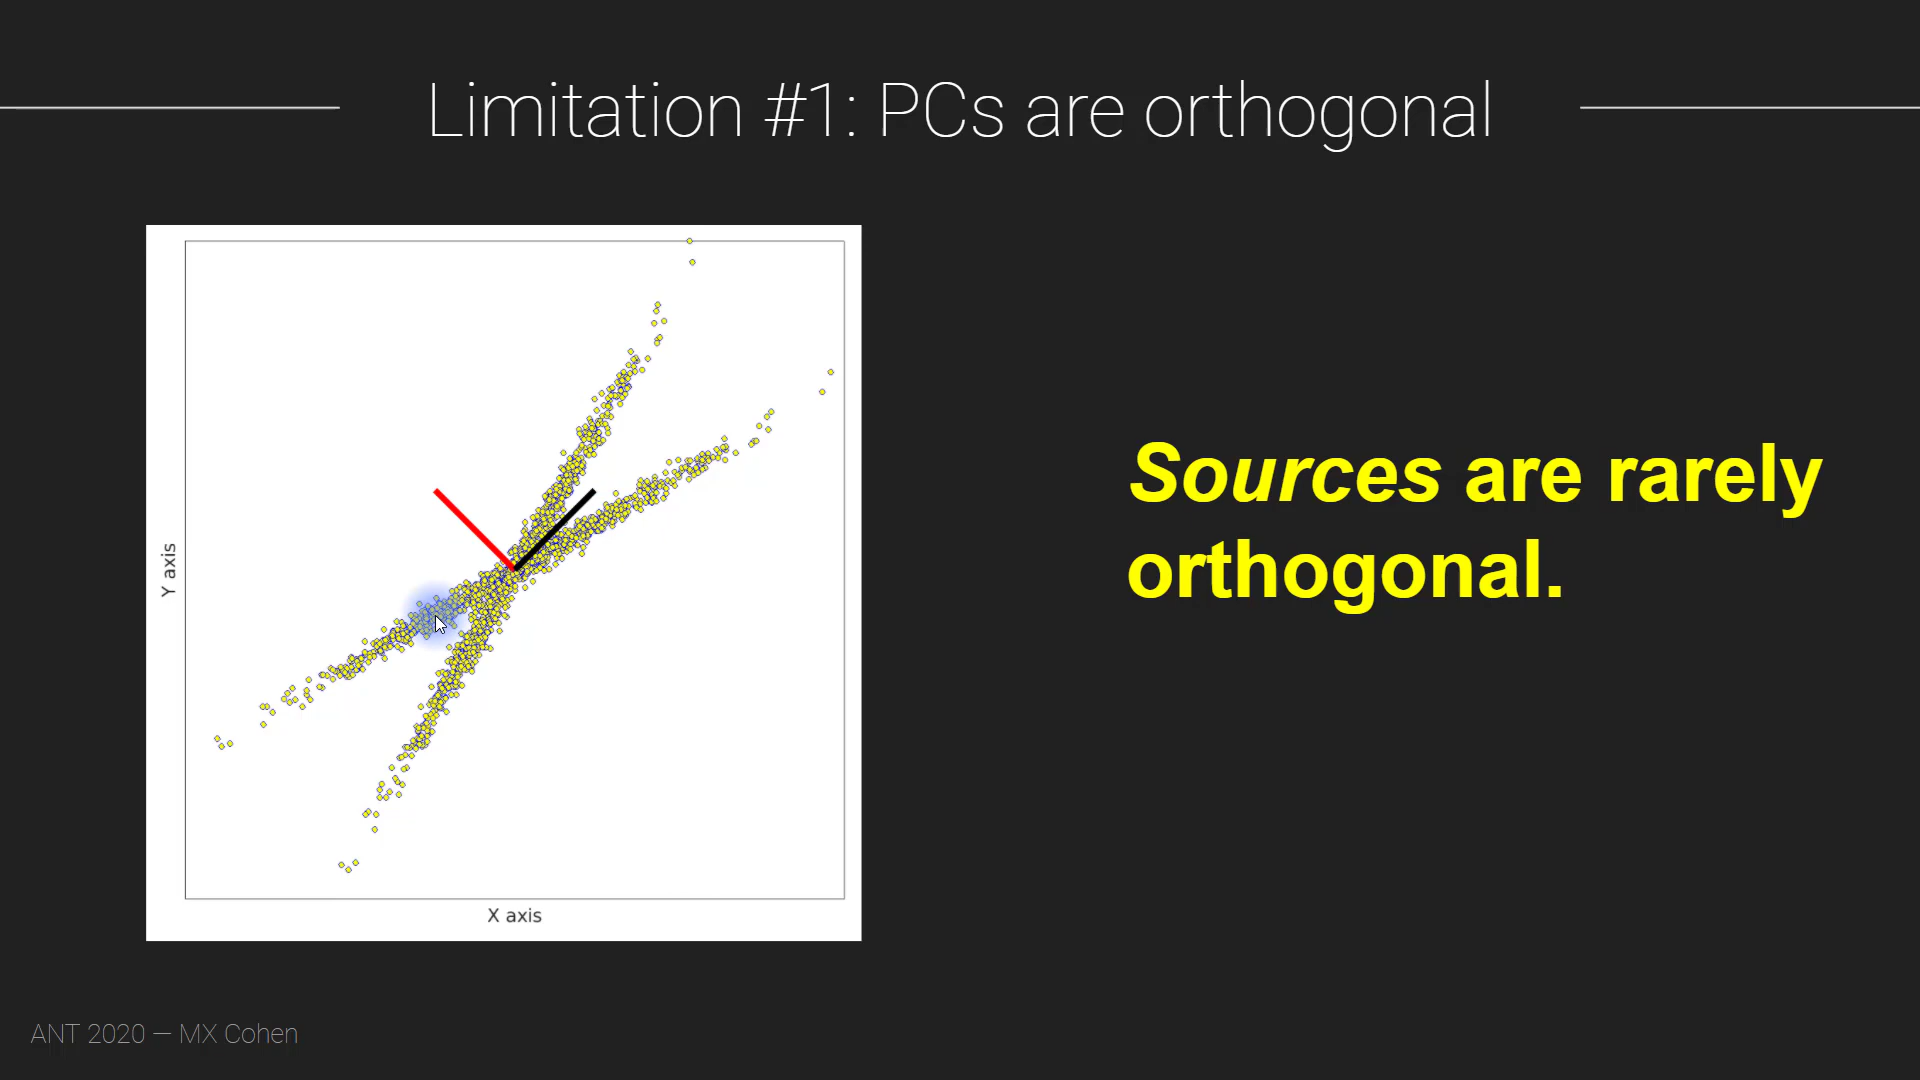 Limitation #1: PCs are orthogonal
Y axis
X axis
Sources are rarely
orthogonal.
ANT 2020 — MX Cohen